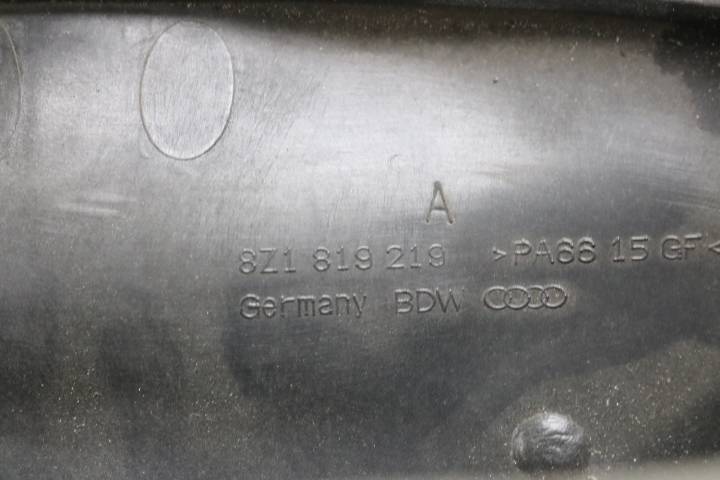 A
8Z1 819 219 >PA66 15 GF<
Germany BDW